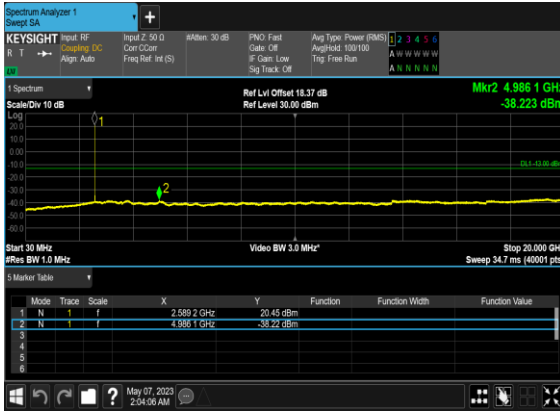 Spectrum Analyzer 1
Swept SA
+
KEYSIGHT Input: RF Input Z: 50 Ω #Atten: 30 dB PNO: Fast Avg Type: Power (RMS) 1 2 3 4 5 6
R T Coupling: DC Corr CCorr Gate: Off Avg|Hold: 100/100 A W W W W W
Align: Auto Freq Ref: Int (S) IF Gain: Low Trig: Free Run
Sig Track: Off A N N N N N
1 Spectrum Ref Lvl Offset 18.37 dB Mkr2 4.986 1 GHz
Scale/Div 10 dB Ref Level 30.00 dBm -38.223 dBm
Log
1
20.0
10.0
0.00
-10.0
DL1 -13.00 dBm
-20.0
-30.0
2
-40.0
-50.0
-60.0
Start 30 MHz Video BW 3.0 MHz* Stop 20.000 GHz
#Res BW 1.0 MHz Sweep 34.7 ms (40001 pts)
5 Marker Table
Mode Trace Scale X Y Function Function Width Function Value
1 N 1 f 2.589 2 GHz 20.45 dBm
2 N 1 f 4.986 1 GHz -38.22 dBm
3
4
5
6
? May 07, 2023
2:04:06 AM